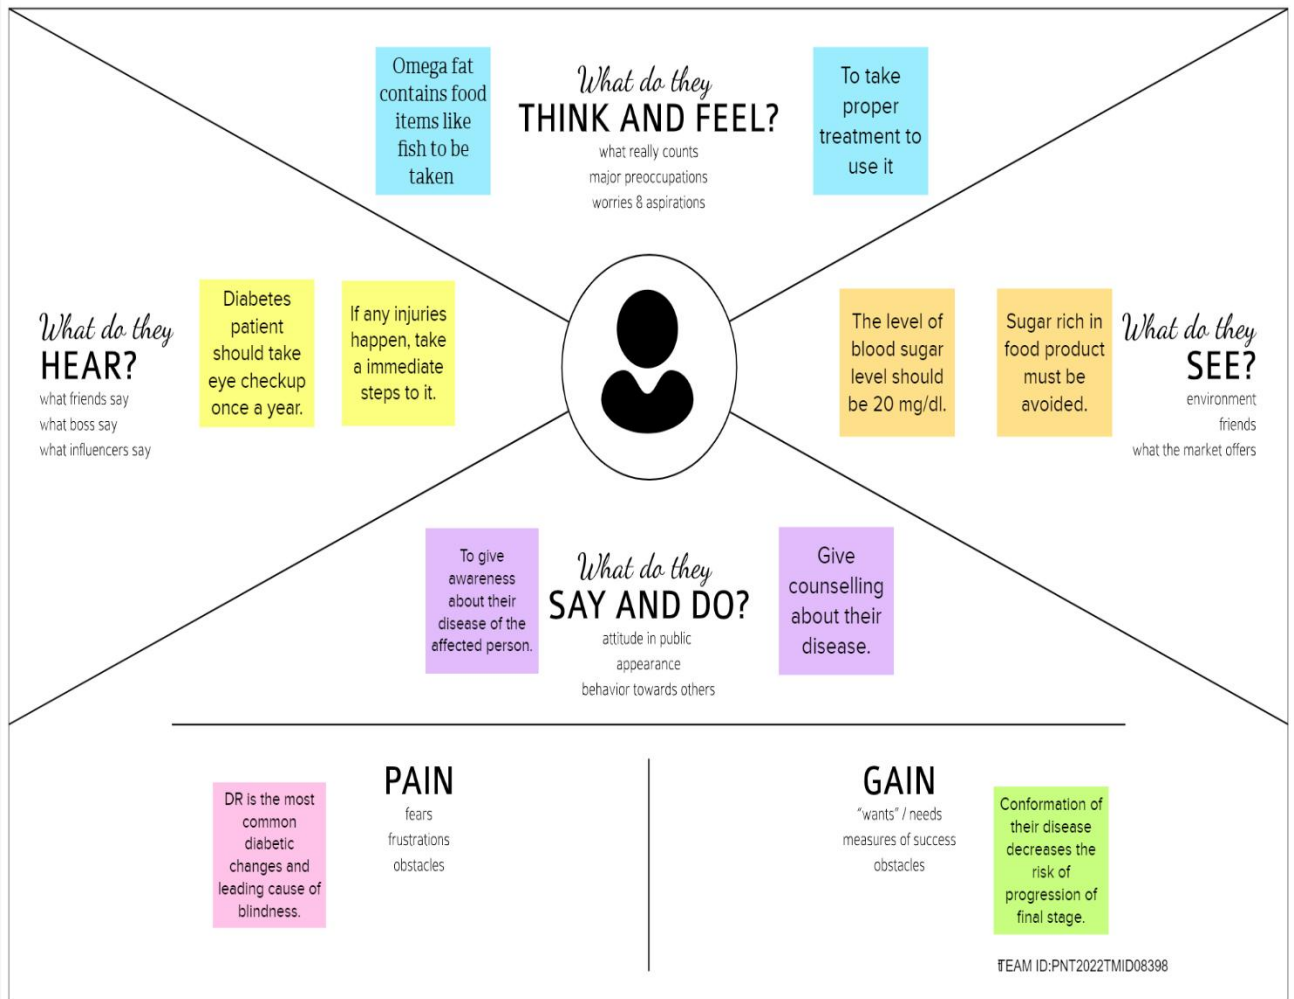 Omega fat
contains food
items like
fish to be
taken
What do they
THINK AND FEEL?
what really counts
major preoccupations
worries & aspirations
To take
proper
treatment to
use it
What do they
HEAR?
what friends say
what boss say
what influencers say
Diabetes
patient
should take
eye checkup
once a year.
If any injuries
happen, take
a immediate
steps to it.
The level of
blood sugar
level should
be 20 mg/dl.
Sugar rich in
food product
must be
avoided.
What do they
SEE?
environment
friends
what the market offers
To give
awareness
about their
disease of the
affected person.
What do they
SAY AND DO?
attitude in public
appearance
behavior towards others
Give
counselling
about their
disease.
DR is the most
common
diabetic
changes and
leading cause of
blindness.
PAIN
fears
frustrations
obstacles
GAIN
"wants" / needs
measures of success
obstacles
Conformation of
their disease
decreases the
risk of
progression of
final stage.
TEAM ID:PNT2022TMID08398